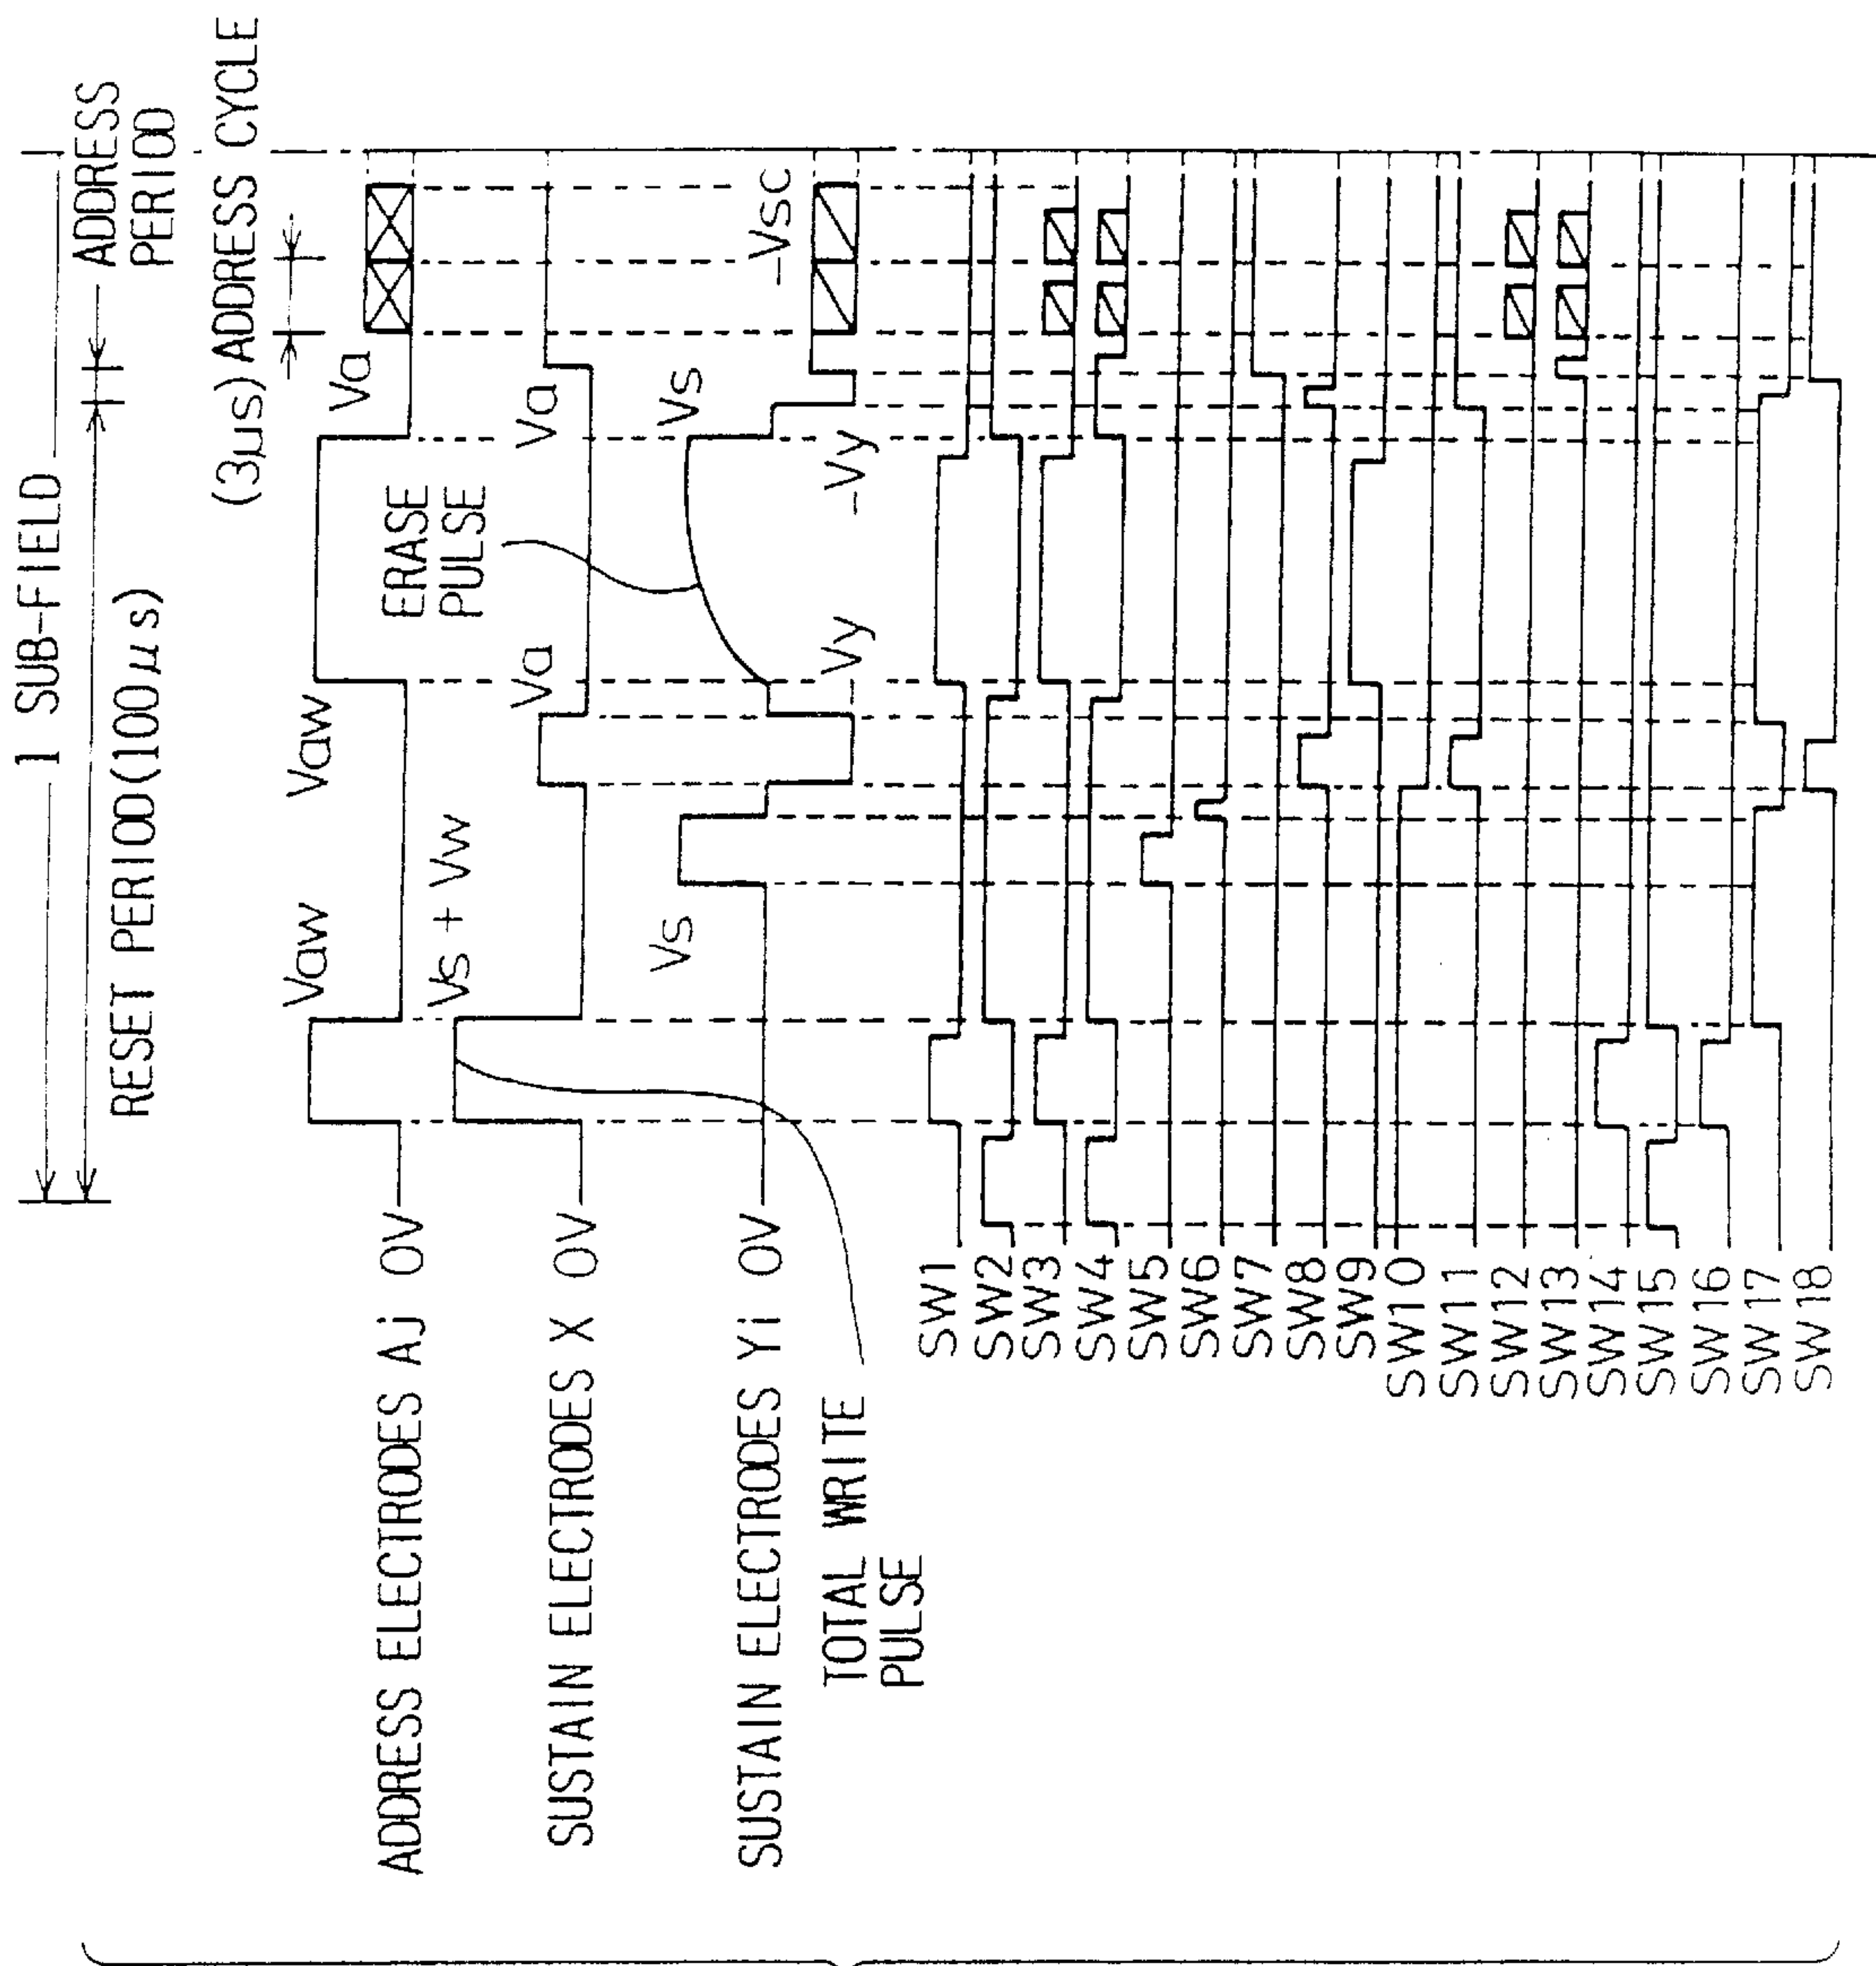 1 SUB-FIELD
RESET PERIOD(100μs)
ADDRESS
PERIOD
(3μs) ADDRESS CYCLE
ADDRESS ELECTRODES Aj 0V
Vaw
Vaw
Va
SUSTAIN ELECTRODES X 0V
Vs + Vw
Va
ERASE
PULSE
Va
SUSTAIN ELECTRODES Yi 0V
Vs
Vy
-Vy
Vs
-Vsc
TOTAL WRITE
PULSE
SW1
SW2
SW3
SW4
SW5
SW6
SW7
SW8
SW9
SW10
SW11
SW12
SW13
SW14
SW15
SW16
SW17
SW18